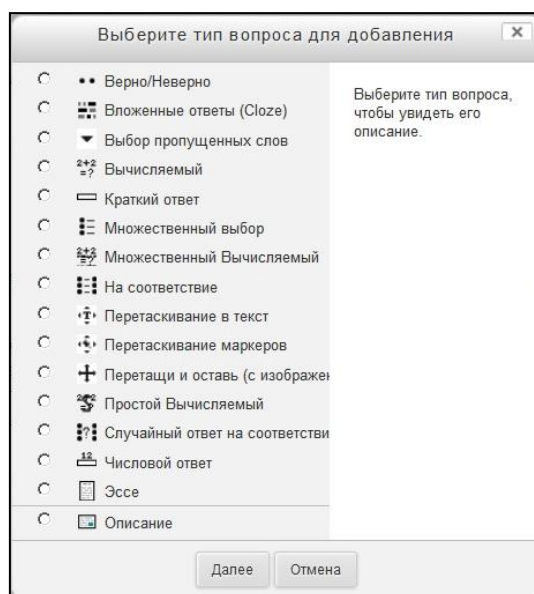 Выберите тип вопроса для добавления
Верно/Неверно
Вложенные ответы (Cloze)
Выбор пропущенных слов
Вычисляемый
Краткий ответ
Множественный выбор
Множественный Вычисляемый
На соответствие
Перетаскивание в текст
Перетаскивание маркеров
Перетащи и оставь (с изображен
Простой Вычисляемый
Случайный ответ на соответстви
Числовой ответ
Эссе
Описание
Выберите тип вопроса,
чтобы увидеть его
описание.
Далее
Отмена